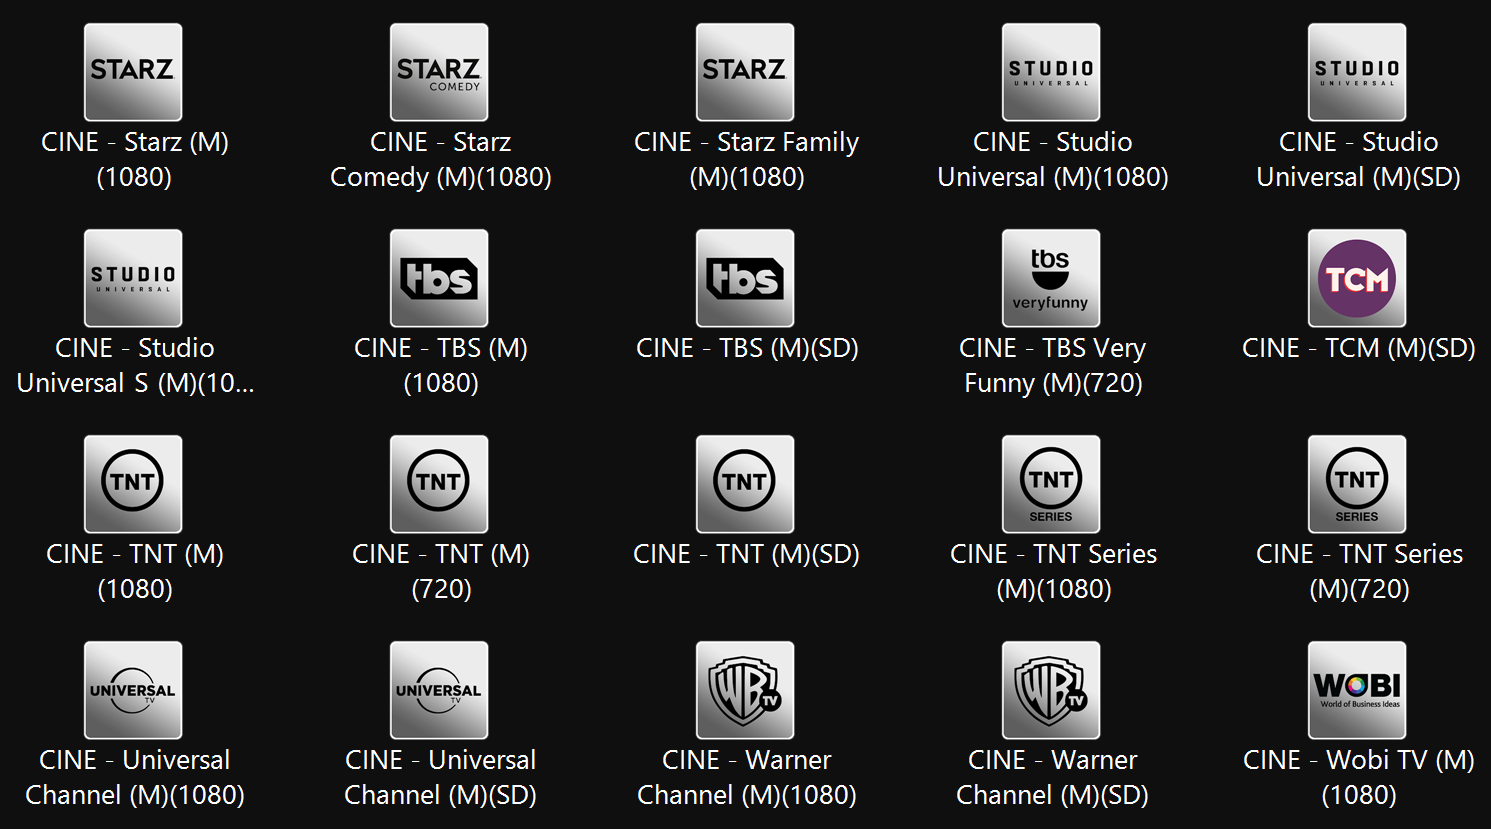 STARZ
CINE - Starz (M)
(1080)
STARZ
COMEDY
CINE - Starz
Comedy (M)(1080)
STARZ
CINE - Starz Family
(M)(1080)
STUDIO
UNIVERSAL
CINE - Studio
Universal (M)(1080)
STUDIO
UNIVERSAL
CINE - Studio
Universal (M)(SD)
STUDIO
UNIVERSAL
CINE - Studio
Universal S (M)(10...
tbs
CINE - TBS (M)
(1080)
tbs
CINE - TBS (M)(SD)
tbs
veryfunny
CINE - TBS Very
Funny (M)(720)
TCM
CINE - TCM (M)(SD)
TNT
CINE - TNT (M)
(1080)
TNT
CINE - TNT (M)
(720)
TNT
CINE - TNT (M)(SD)
TNT
SERIES
CINE - TNT Series
(M)(1080)
TNT
SERIES
CINE - TNT Series
(M)(720)
UNIVERSAL
TV
CINE - Universal
Channel (M)(1080)
UNIVERSAL
TV
CINE - Universal
Channel (M)(SD)
WB
TV
CINE - Warner
Channel (M)(1080)
WB
TV
CINE - Warner
Channel (M)(SD)
WOBI
World of Business Ideas
CINE - Wobi TV (M)
(1080)